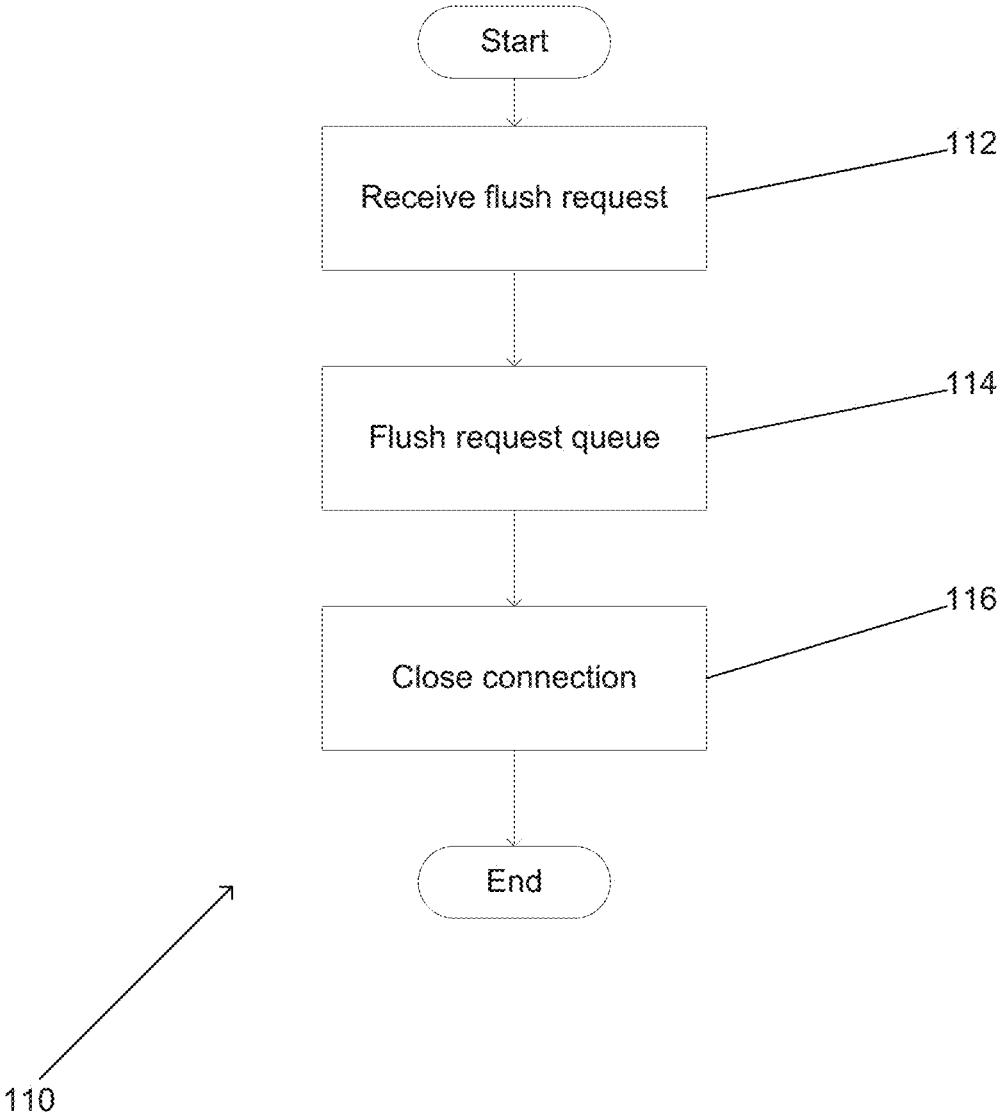 Start
Receive flush request
112
Flush request queue
114
Close connection
116
End
110